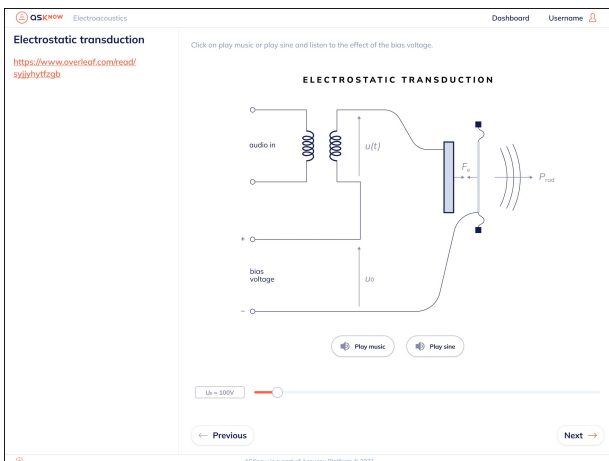 ASKNOW Electroacoustics Dashboard Username
Electrostatic transduction
https://www.overleaf.com/read/
syjjyhytfzgb
Click on play music or play sine and listen to the effect of the bias voltage.
ELECTROSTATIC TRANSDUCTION
audio in
u(t)
Fe
Prad
+
bias
voltage
u0
−
Play music Play sine
U₀ = 100V
← Previous Next →